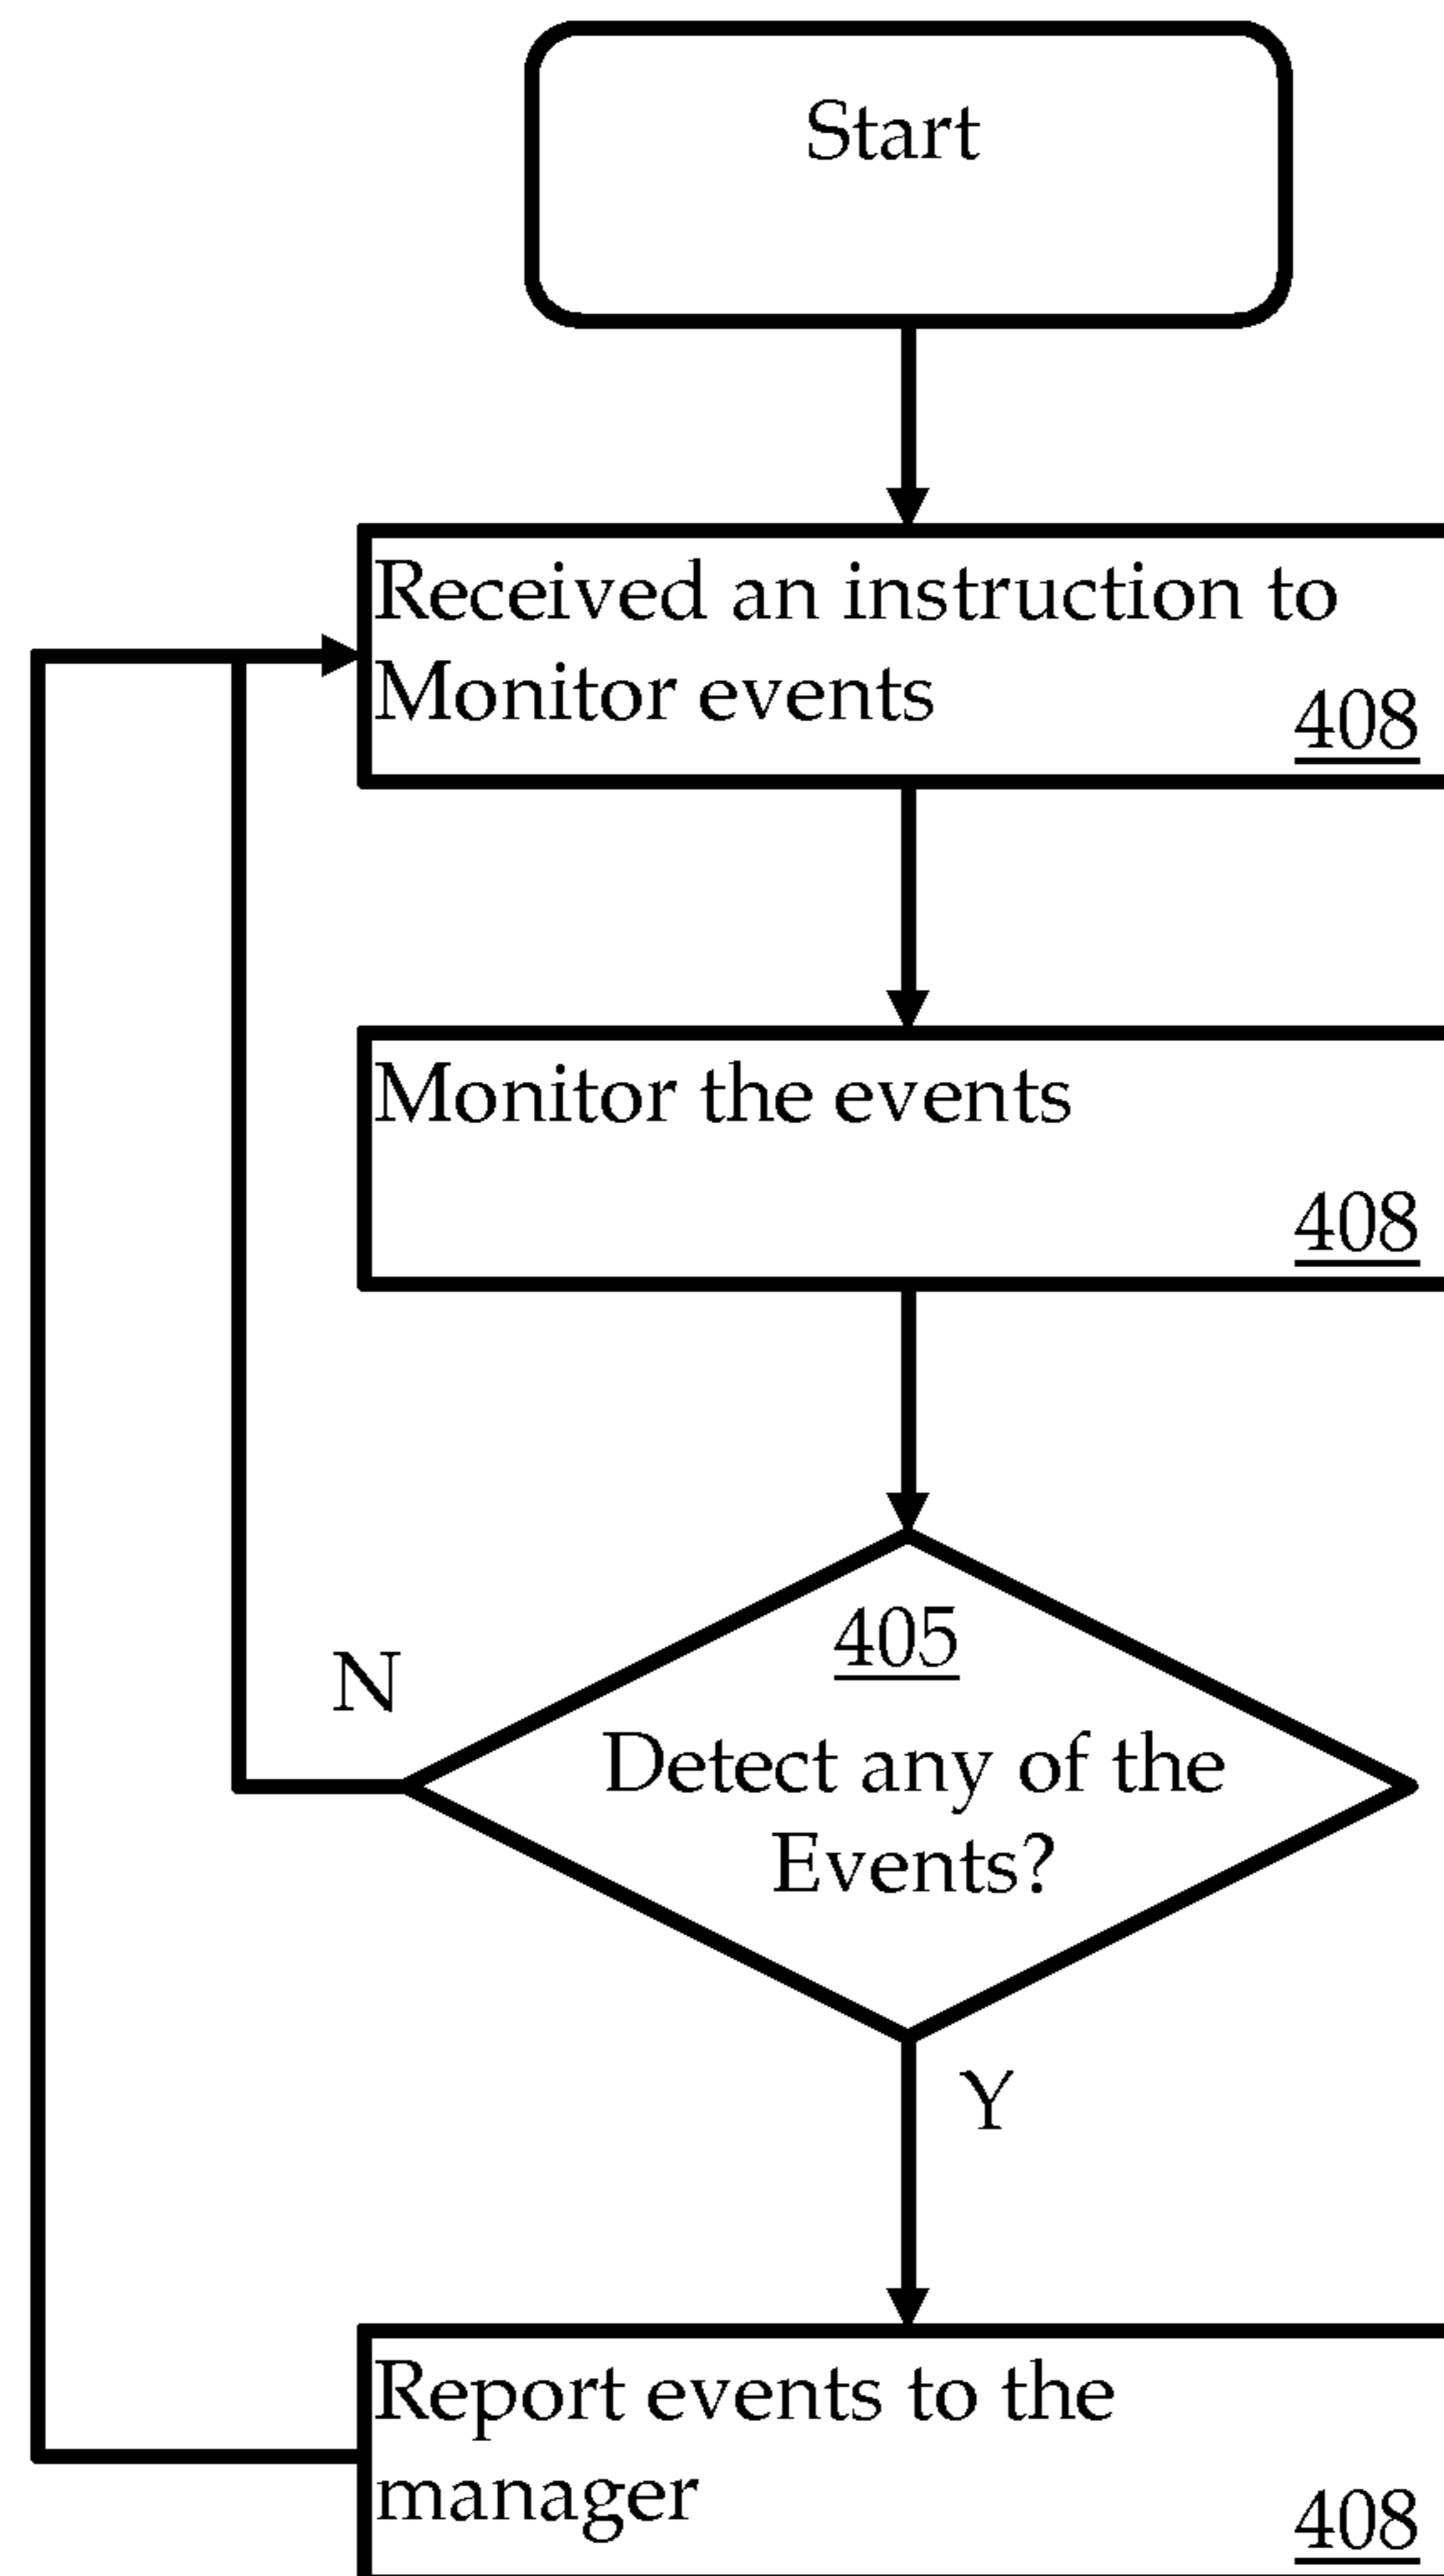 Start
Received an instruction to
Monitor events
408
Monitor the events
408
405
N
Detect any of the
Events?
Y
Report events to the
manager
408